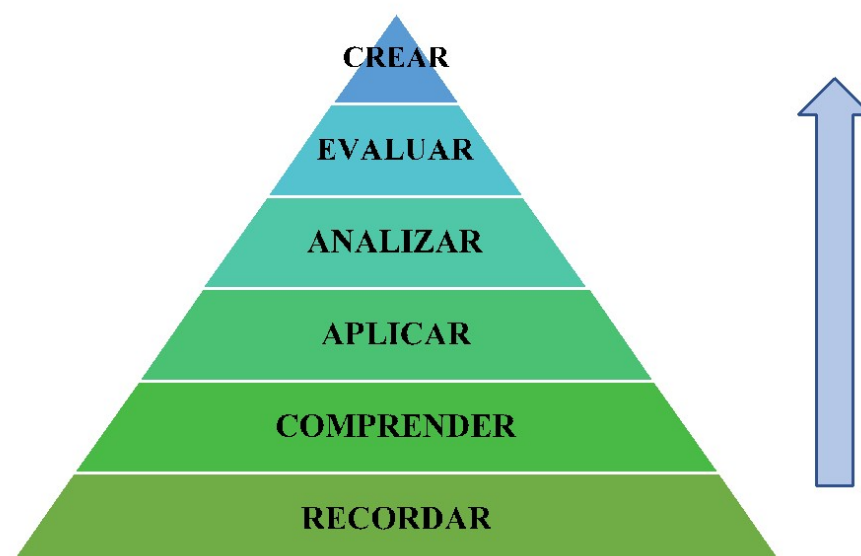 CREAR
EVALUAR
ANALIZAR
APLICAR
COMPRENDER
RECORDAR